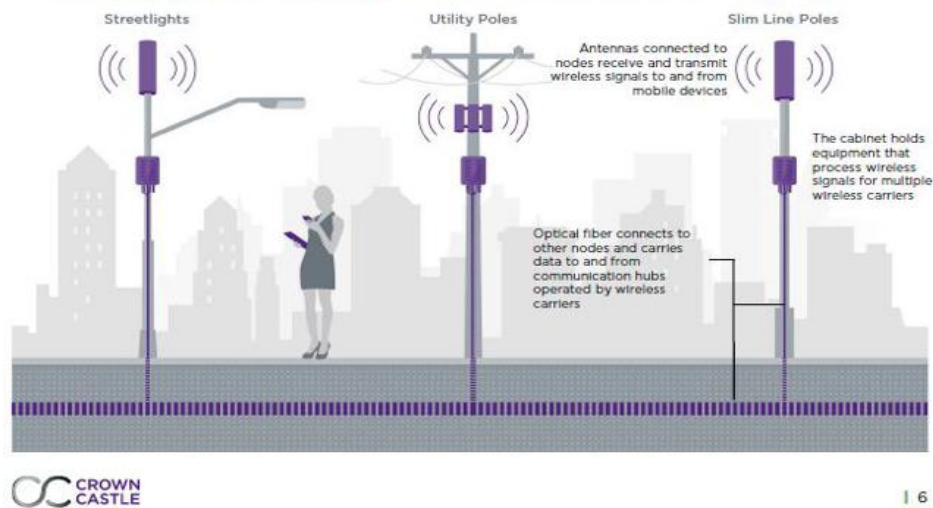 Streetlights
Utility Poles
Slim Line Poles
Antennas connected to
nodes receive and transmit
wireless signals to and from
mobile devices
The cabinet holds
equipment that
process wireless
signals for multiple
wireless carriers
Optical fiber connects to
other nodes and carries
data to and from
communication hubs
operated by wireless
carriers
CROWN
CASTLE
| 6